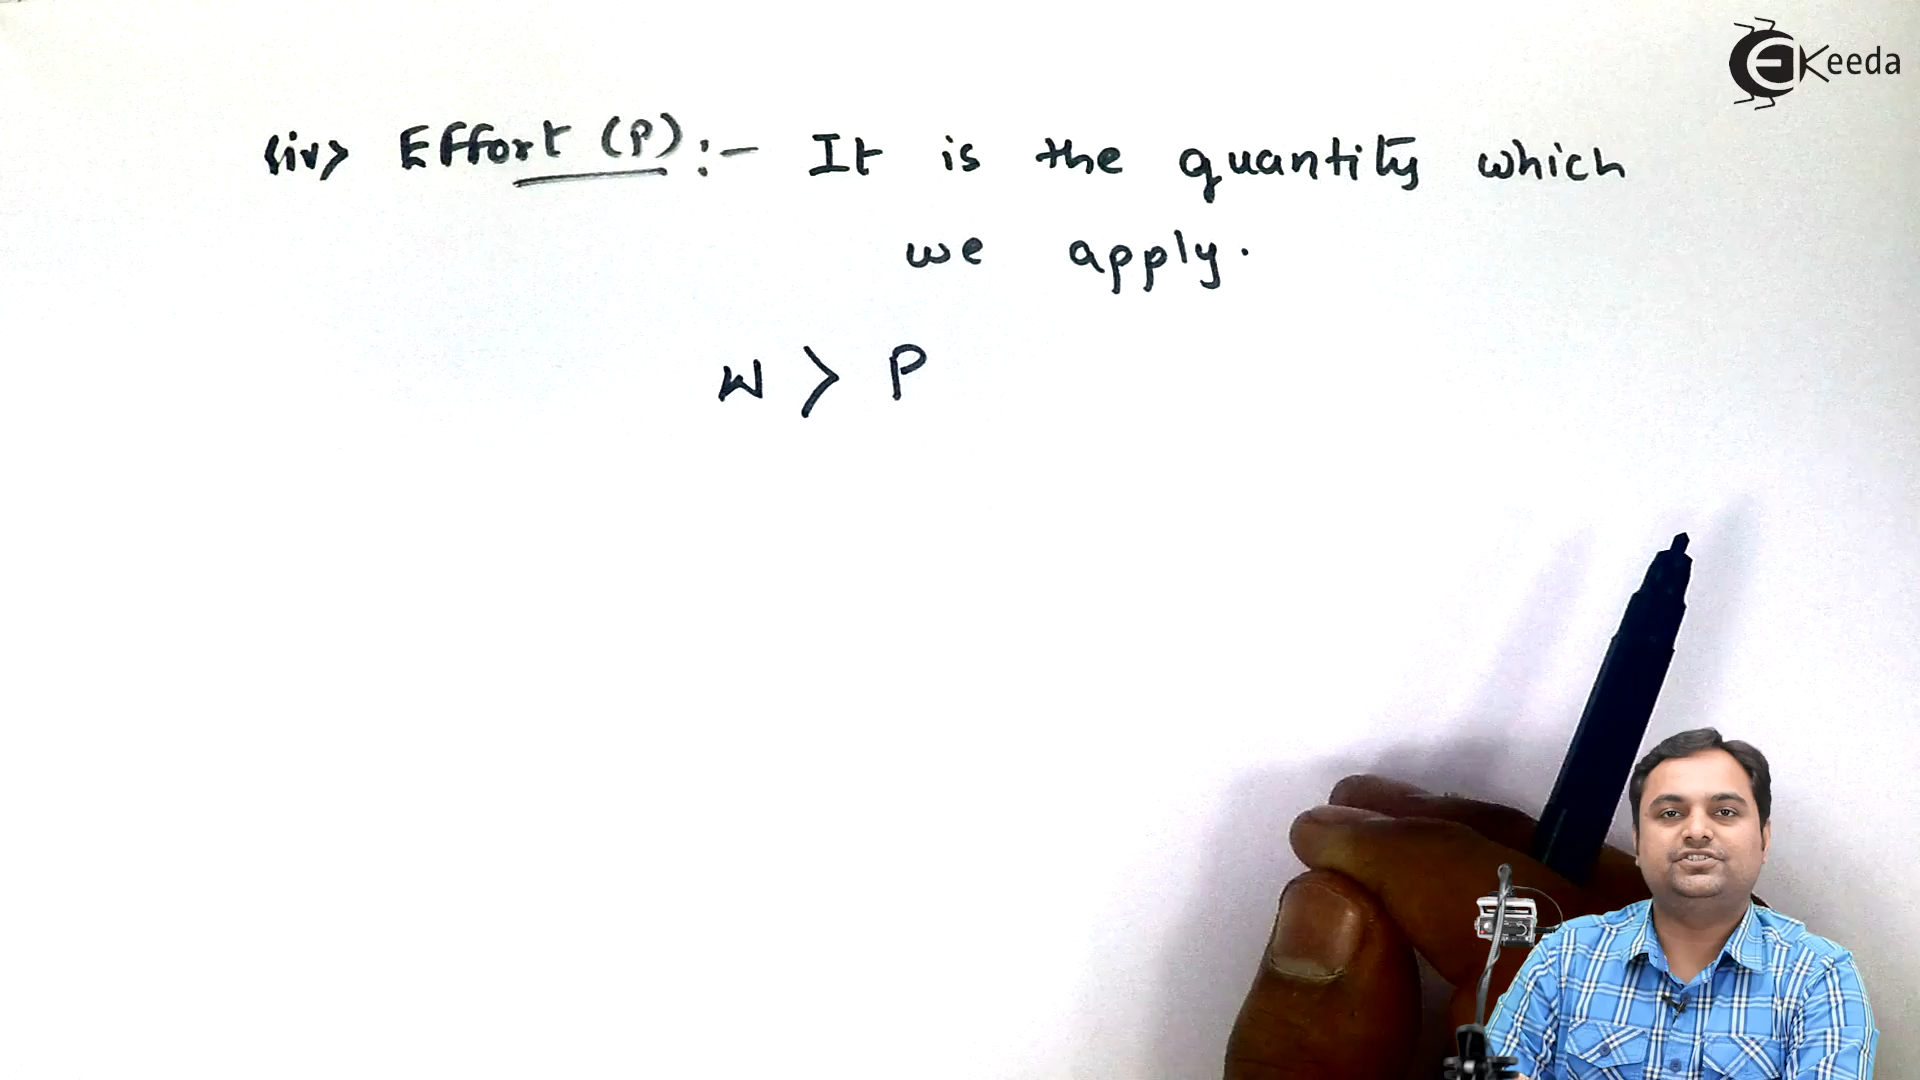 Keeda
(iv) Effort (P) :- It is the quantity which
we apply.
W > P